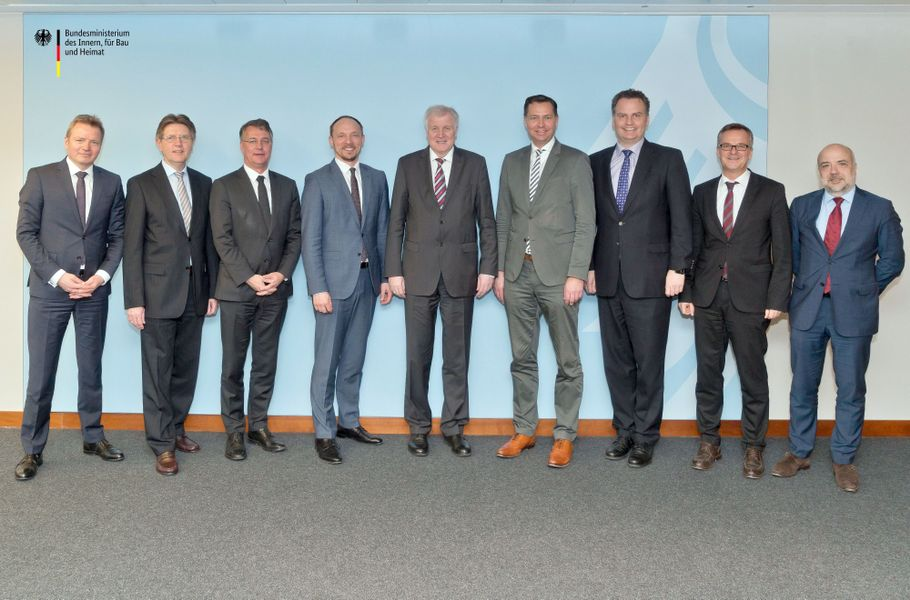 Bundesministerium
des Innern, für Bau
und Heimat